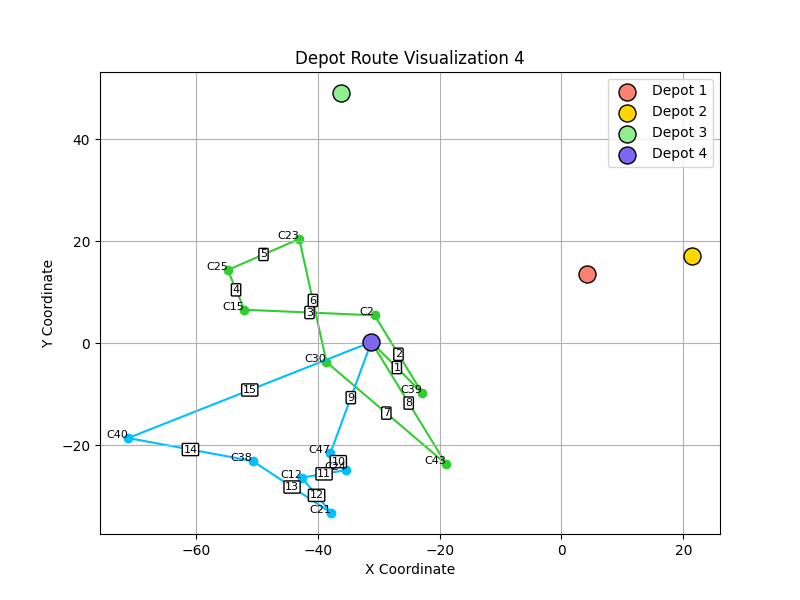 Depot Route Visualization 4
Depot 1
Depot 2
Depot 3
Depot 4
40
20
0
−20
Y Coordinate
C23
5
C25
4
C15
6
3
C2
2
C30
1
15
C39
9
8
7
C40
14
C47
C38
10
C43
11
C12
13
12
C21
−60
−40
−20
0
20
X Coordinate